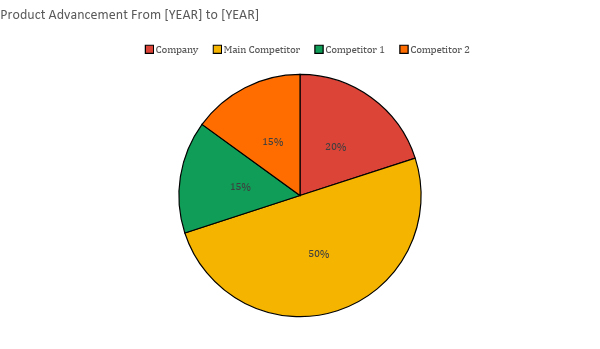 Product Advancement From [YEAR] to [YEAR]
Company Main Competitor Competitor 1 Competitor 2
15% 20%
15%
50%